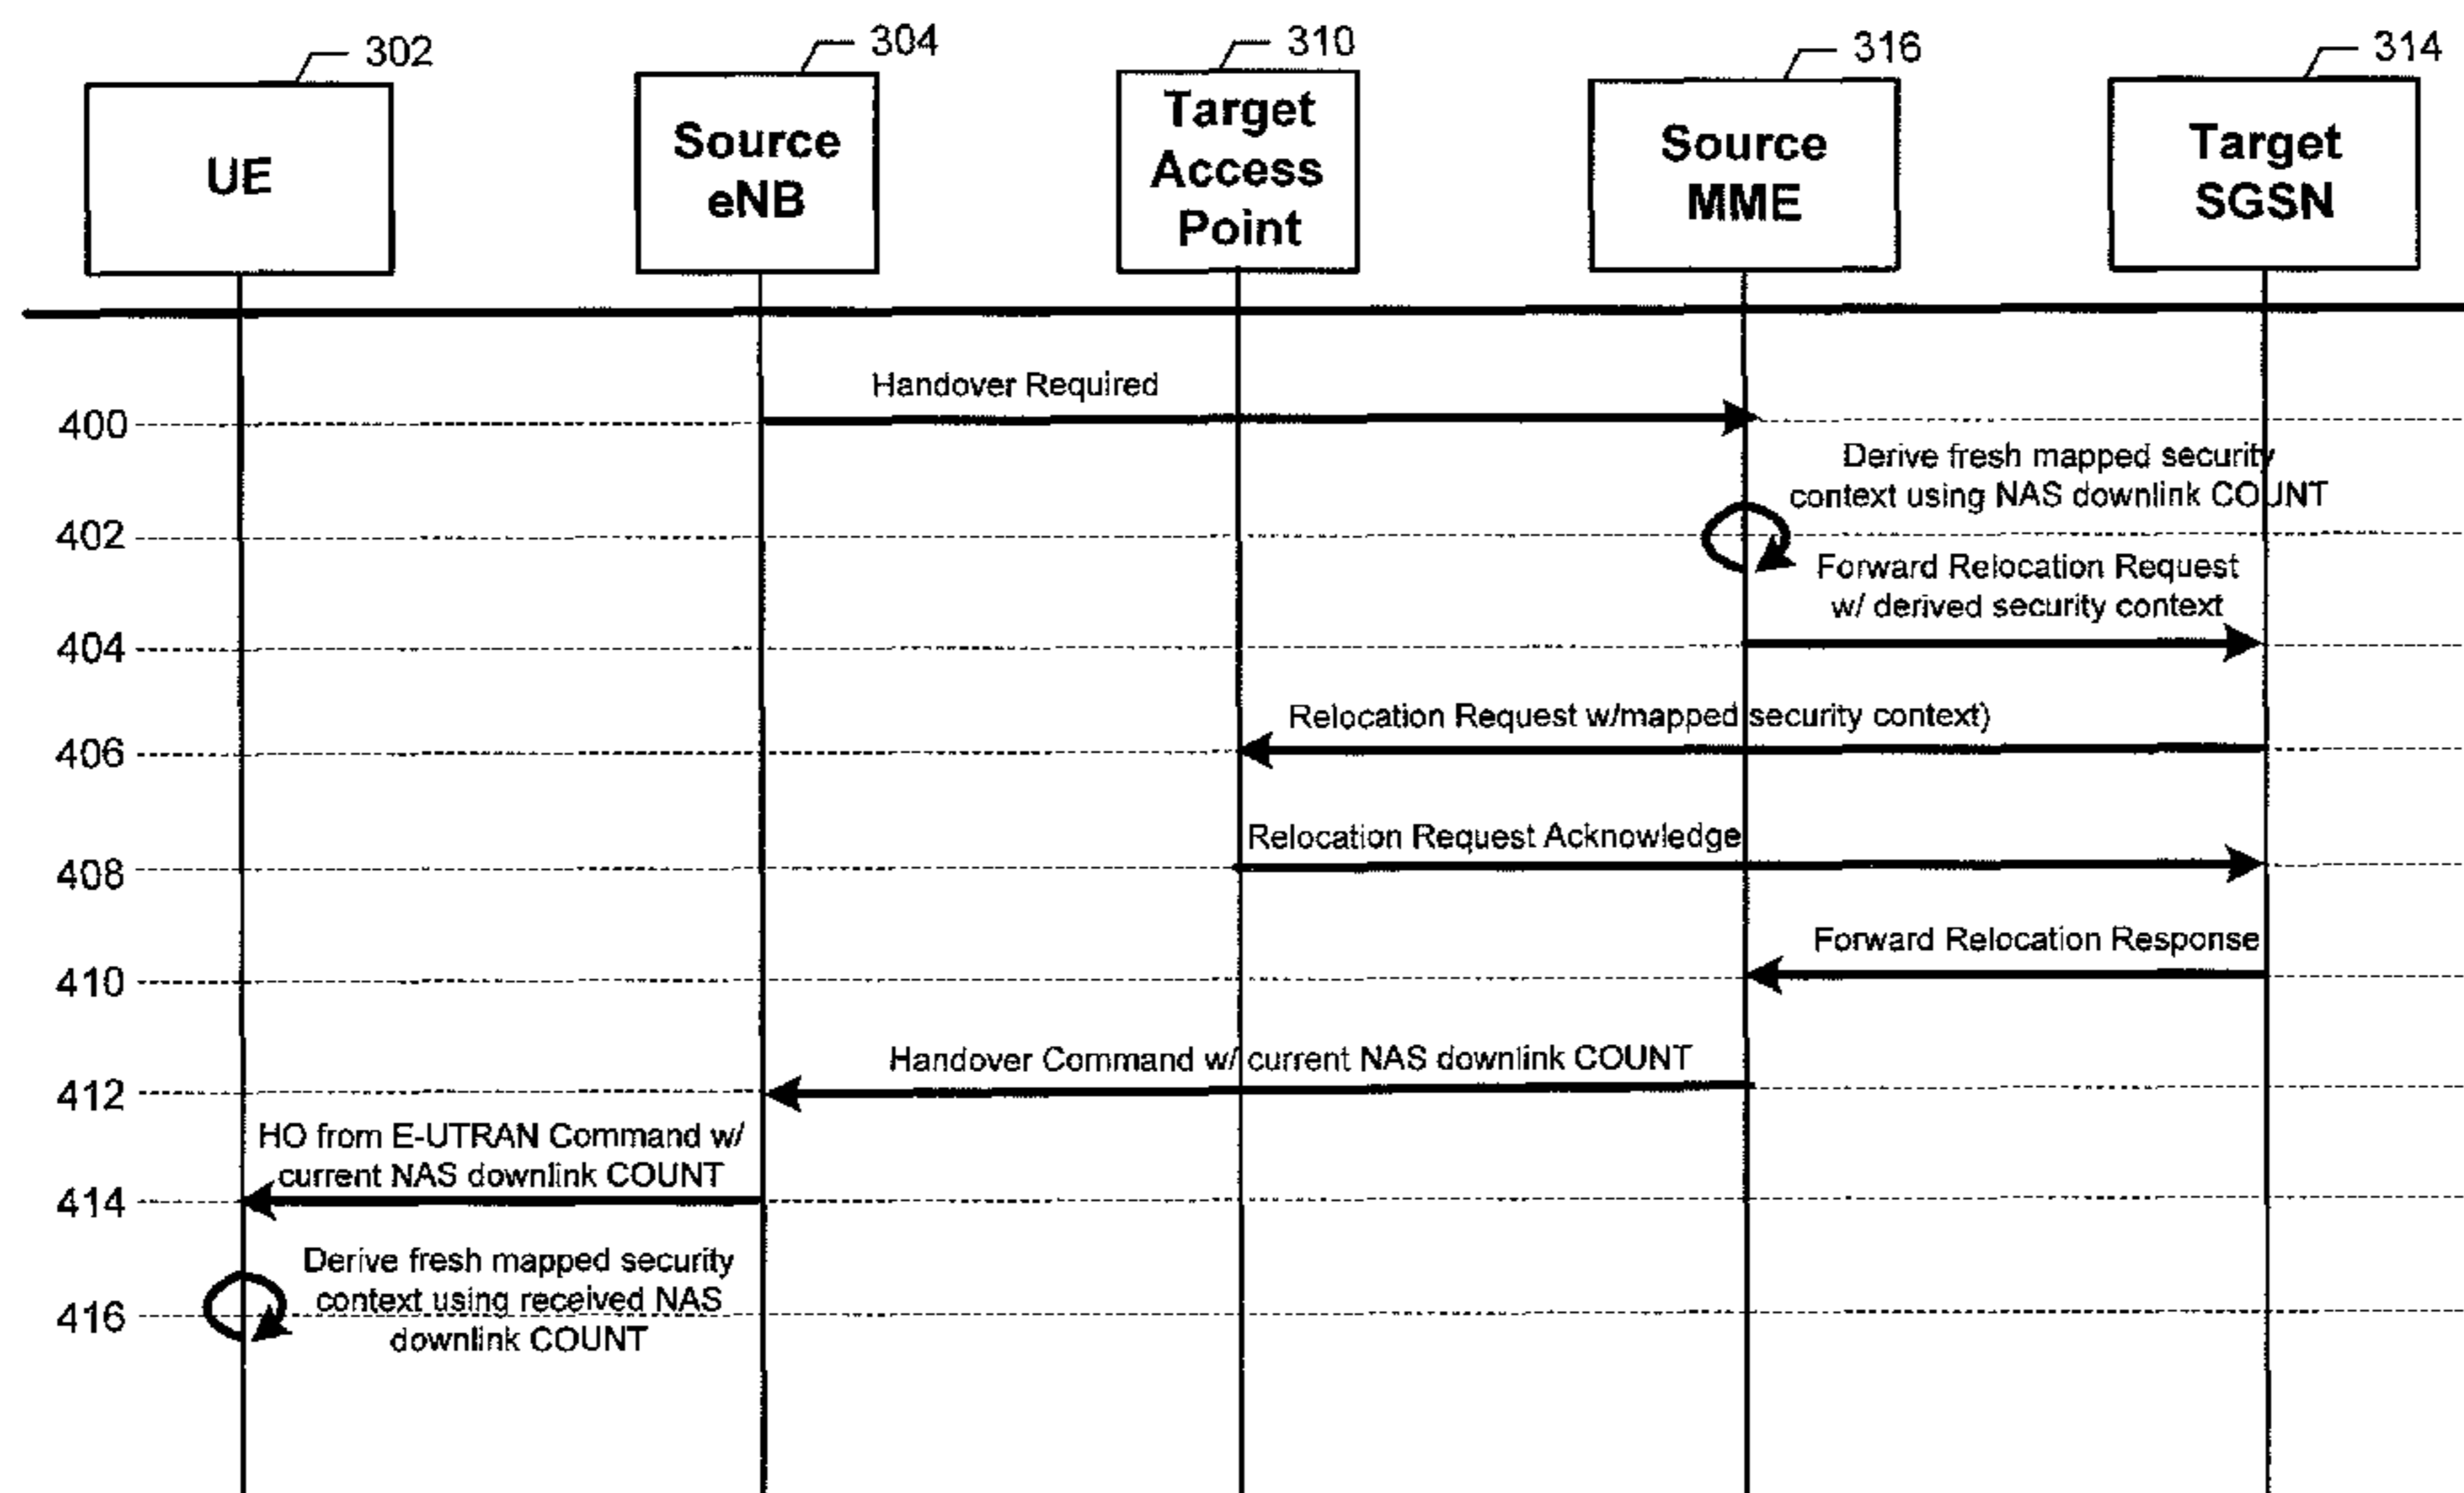 302
304
310
316
314
UE
Source
eNB
Target
Access
Point
Source
MME
Target
SGSN
Handover Required
400
Derive fresh mapped security
context using NAS downlink COUNT
402
Forward Relocation Request
w/ derived security context
404
Relocation Request w/mapped security context)
406
Relocation Request Acknowledge
408
Forward Relocation Response
410
Handover Command w/ current NAS downlink COUNT
412
HO from E-UTRAN Command w/
current NAS downlink COUNT
414
Derive fresh mapped security
context using received NAS
downlink COUNT
416